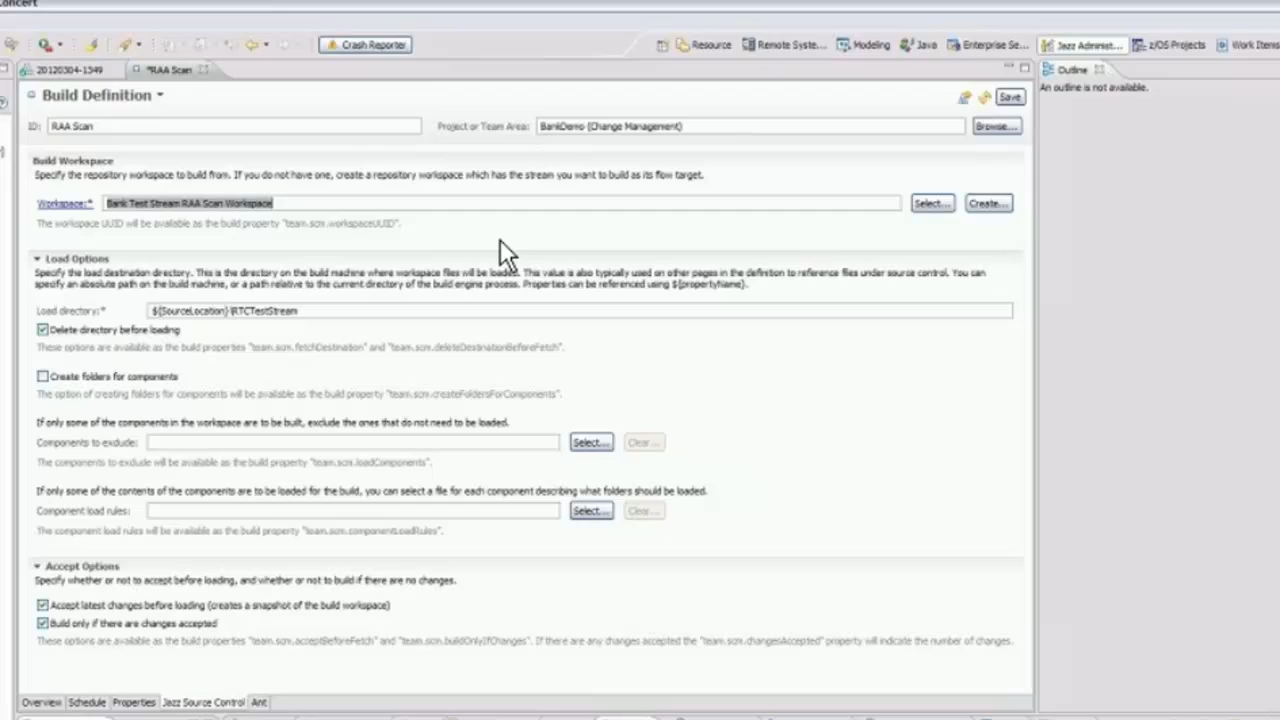 oncert
Crash Reporter
Resource
Remote Syste...
Modeling
Java
Enterprise Se...
Jazz Administ...
z/OS Projects
Work Items
20120304-1349
*RAA Scan
Outline
An outline is not available.
Build Definition
Save
ID: RAA Scan
Project or Team Area: BankDemo (Change Management)
Browse...
Build Workspace
Specify the repository workspace to build from. If you do not have one, create a repository workspace which has the stream you want to build as its flow target.
Workspace:* Bank Test Stream RAA Scan Workspace
Select...
Create...
The workspace UUID will be available as the build property "team.scm.workspaceUUID".
Load Options
Specify the load destination directory. This is the directory on the build machine where workspace files will be loaded. This value is also typically used on other pages in the definition to reference files under source control. You can
specify an absolute path on the build machine, or a path relative to the current directory of the build engine process. Properties can be referenced using ${propertyName}.
Load directory:* ${SourceLocation}\RTCTestStream
Delete directory before loading
These options are available as the build properties "team.scm.fetchDestination" and "team.scm.deleteDestinationBeforeFetch".
Create folders for components
The option of creating folders for components will be available as the build property "team.scm.createFoldersForComponents".
If only some of the components in the workspace are to be built, exclude the ones that do not need to be loaded.
Components to exclude:
Select...
Clear...
The components to exclude will be available as the build property "team.scm.loadComponents".
If only some of the contents of the components are to be loaded for the build, you can select a file for each component describing what folders should be loaded.
Component load rules:
Select...
Clear...
The component load rules will be available as the build property "team.scm.componentLoadRules".
Accept Options
Specify whether or not to accept before loading, and whether or not to build if there are no changes.
Accept latest changes before loading (creates a snapshot of the build workspace)
Build only if there are changes accepted
These options are available as the build properties "team.scm.acceptBeforeFetch" and "team.scm.buildOnlyIfChanges". If there are any changes accepted the "team.scm.changesAccepted" property will indicate the number of changes.
Overview
Schedule
Properties
Jazz Source Control
Ant